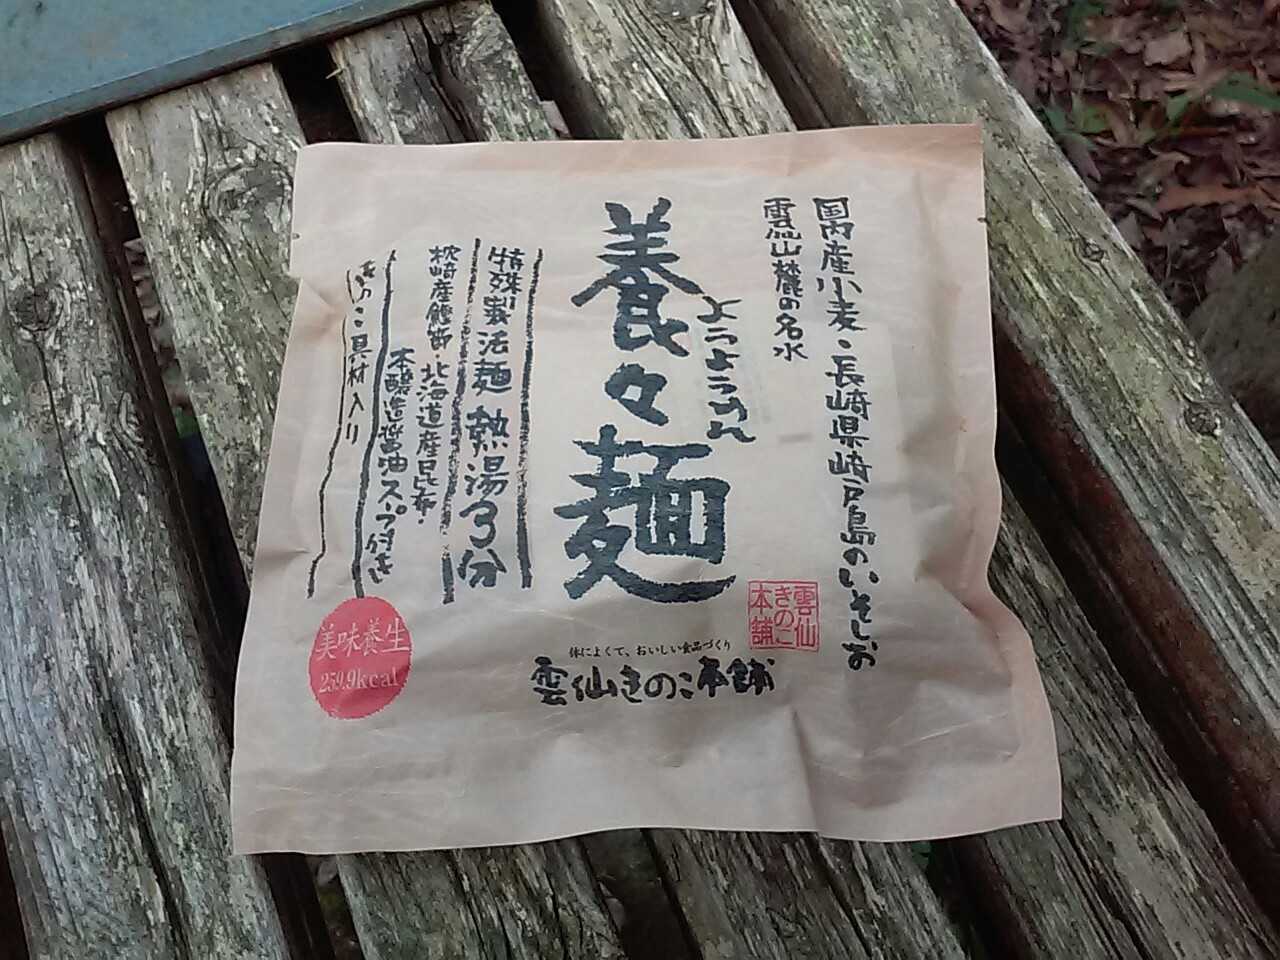 国内産小麦・長崎県崎戸島のいそしお
雲仙山麓の名水
養々麺
ようようめん
特殊製法麺 熱湯3分
枕崎産鰹節・北海道産昆布・
本醸造醤油スープ付き
きのこ具材入り
雲仙
きのこ
本舗
美味養生
259.9kcal
体によくて、おいしい食品づくり
雲仙きのこ本舗